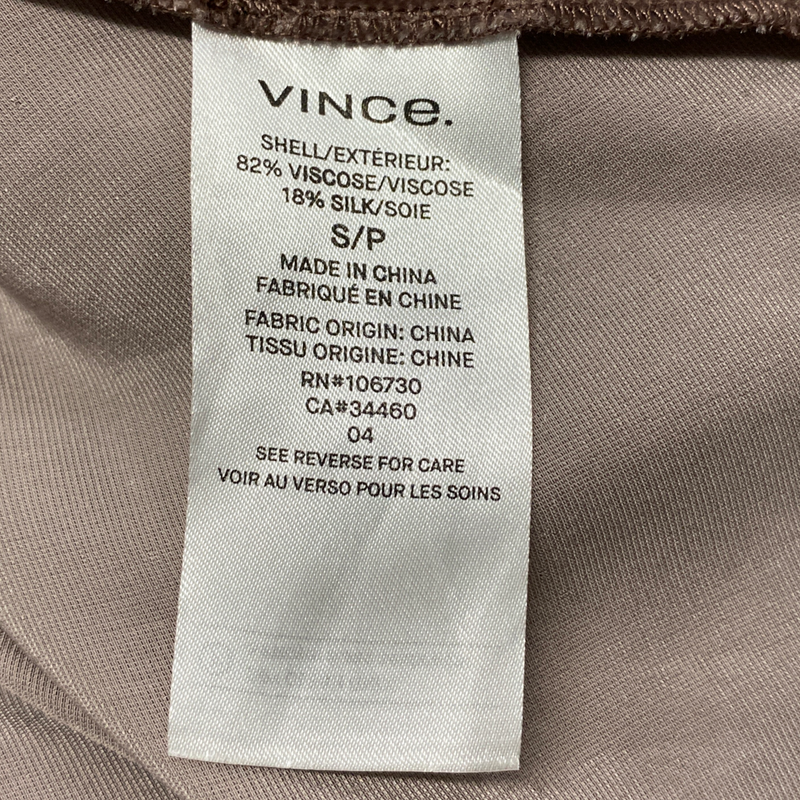 VINCE.
SHELL/EXTÉRIEUR:
82% VISCOSE/VISCOSE
18% SILK/SOIE
S/P
MADE IN CHINA
FABRIQUÉ EN CHINE
FABRIC ORIGIN: CHINA
TISSU ORIGINE: CHINE
RN#106730
CA#34460
04
SEE REVERSE FOR CARE
VOIR AU VERSO POUR LES SOINS